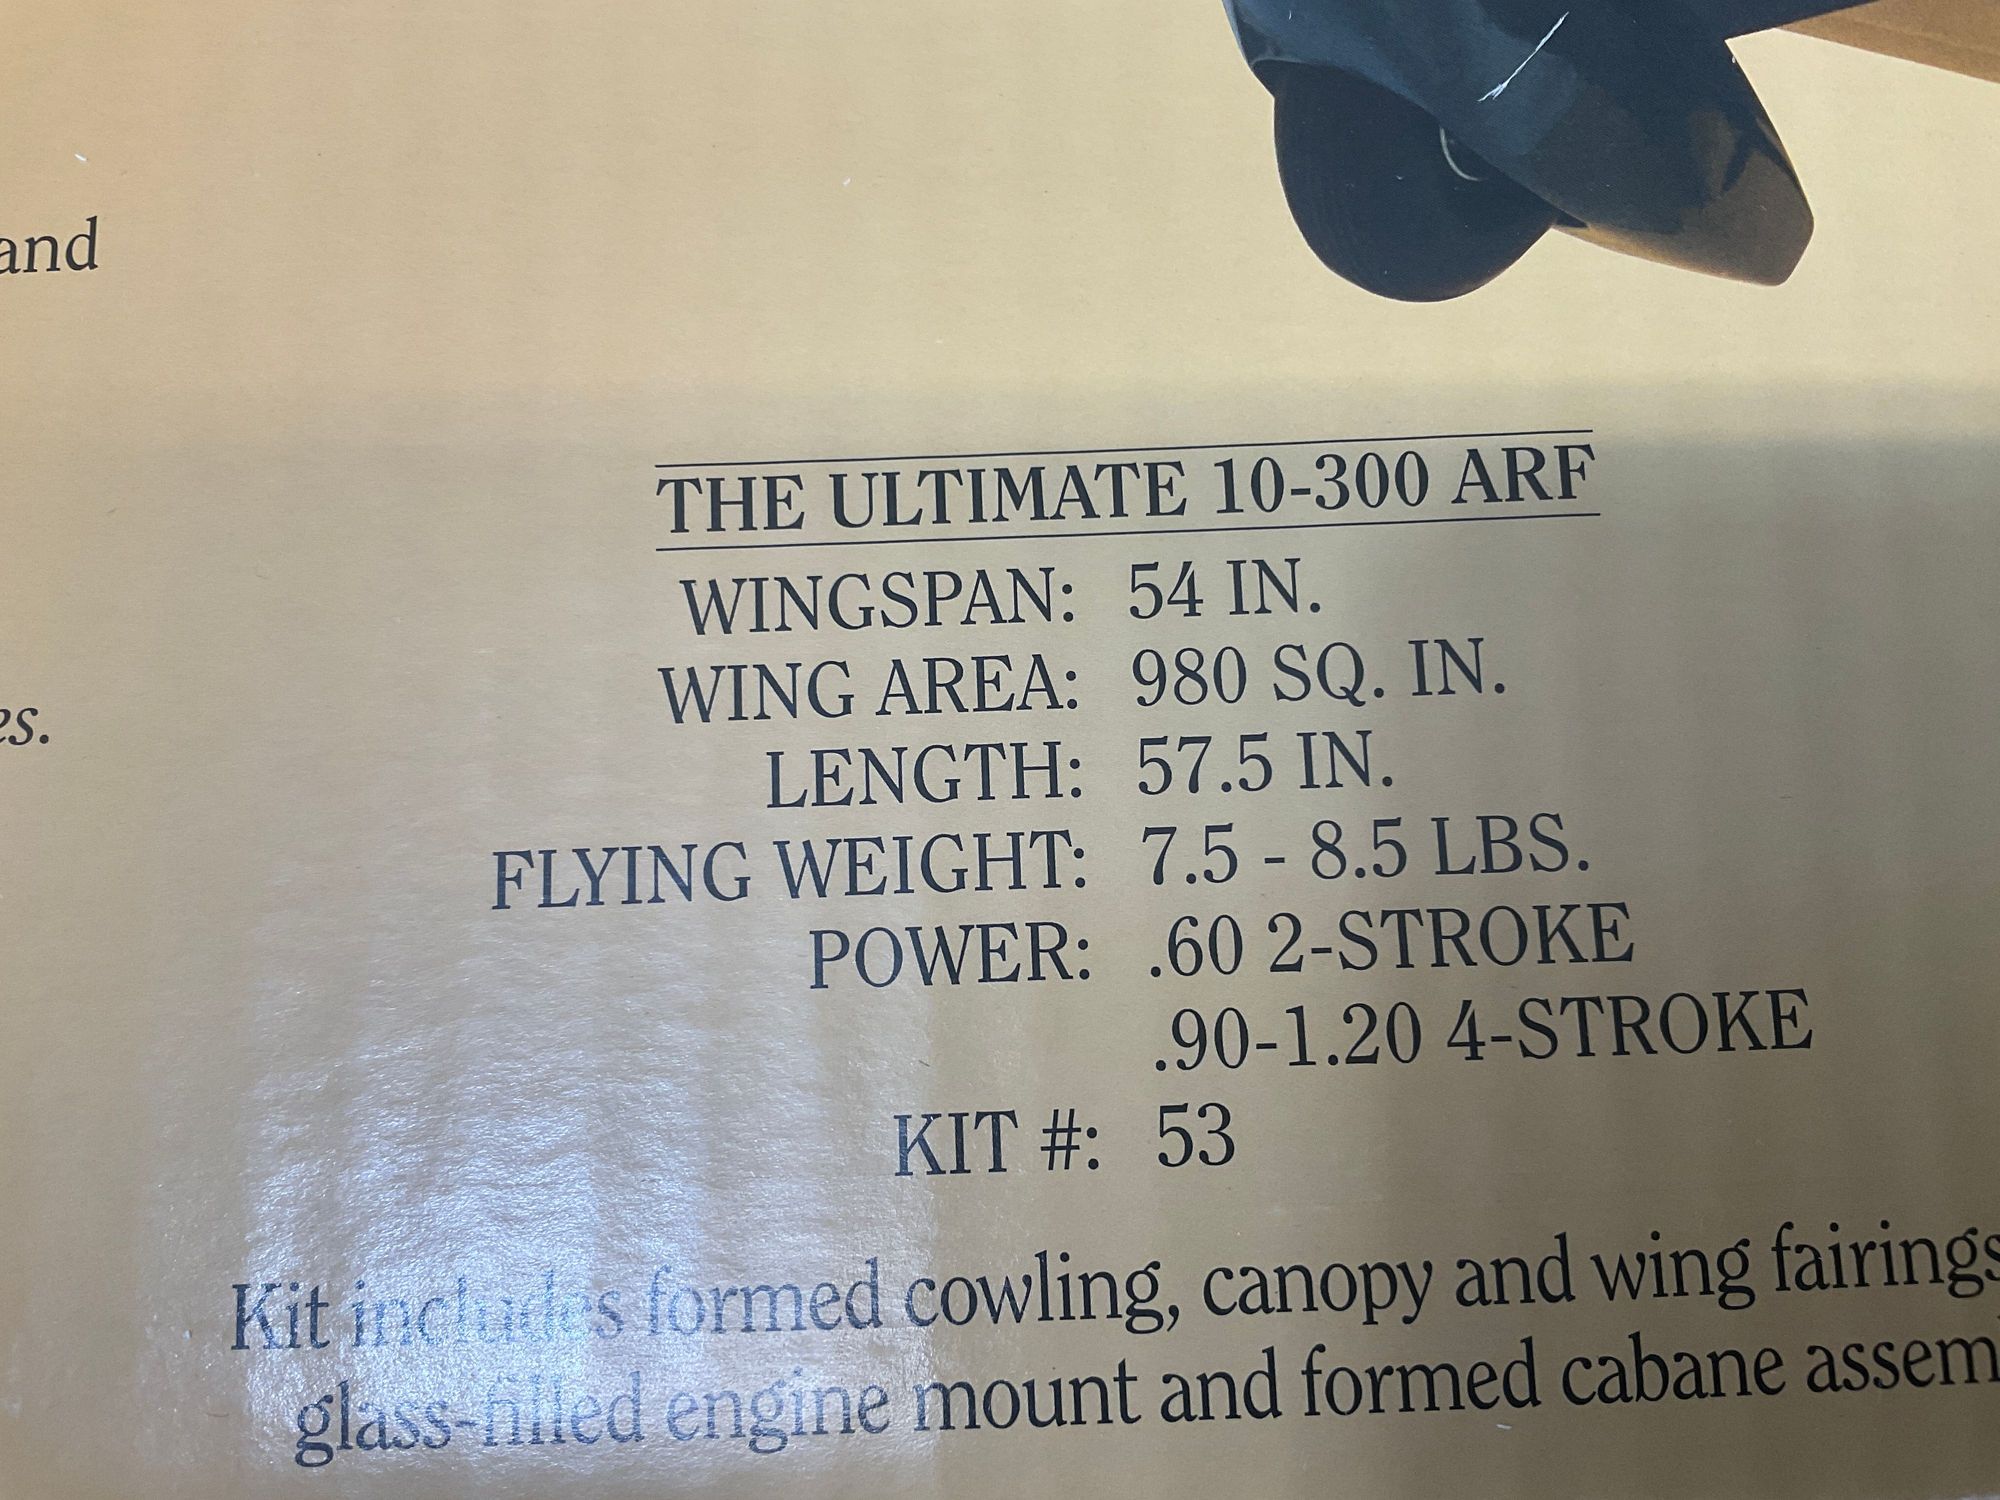 and
es.
THE ULTIMATE 10-300 ARF
WINGSPAN: 54 IN.
WING AREA: 980 SQ. IN.
LENGTH: 57.5 IN.
FLYING WEIGHT: 7.5 - 8.5 LBS.
POWER: .60 2-STROKE
.90-1.20 4-STROKE
KIT #: 53
Kit includes formed cowling, canopy and wing fairings
glass-filled engine mount and formed cabane assem